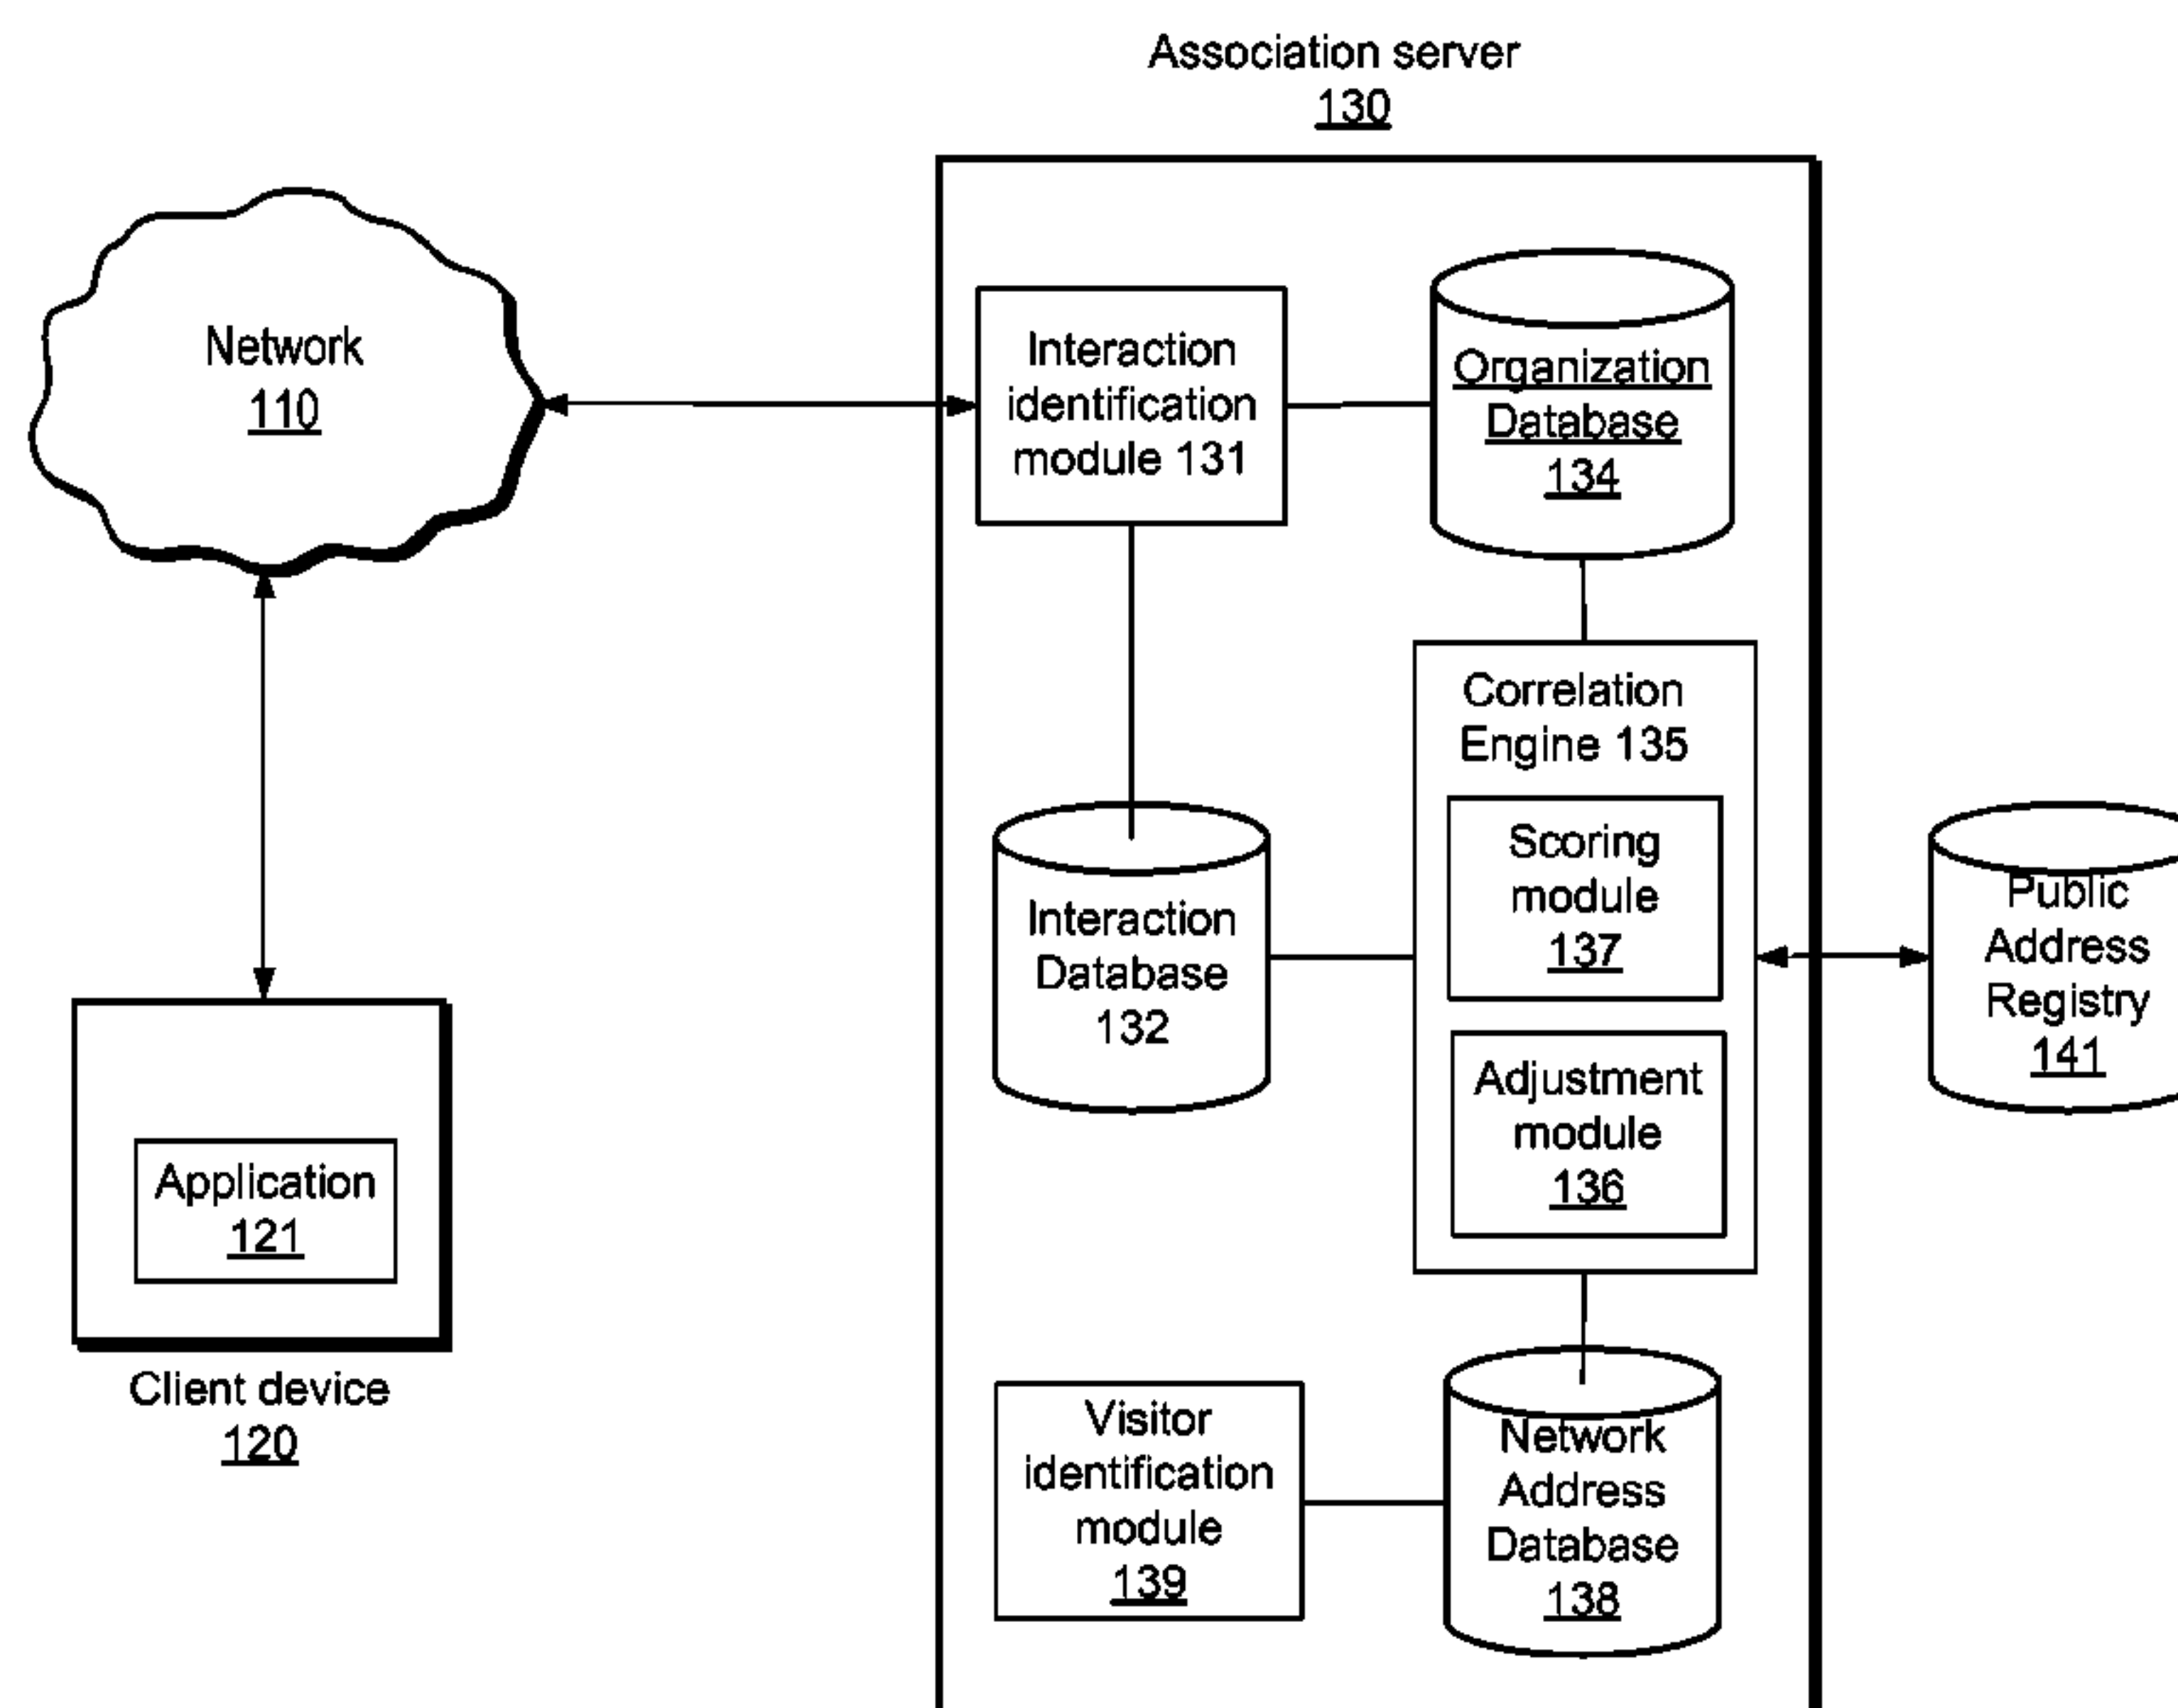 Association server
130
Network
110
Interaction
identification
module 131
Organization
Database
134
Correlation
Engine 135
Scoring
module
137
Adjustment
module
136
Interaction
Database
132
Public
Address
Registry
141
Application
121
Client device
120
Visitor
identification
module
139
Network
Address
Database
138